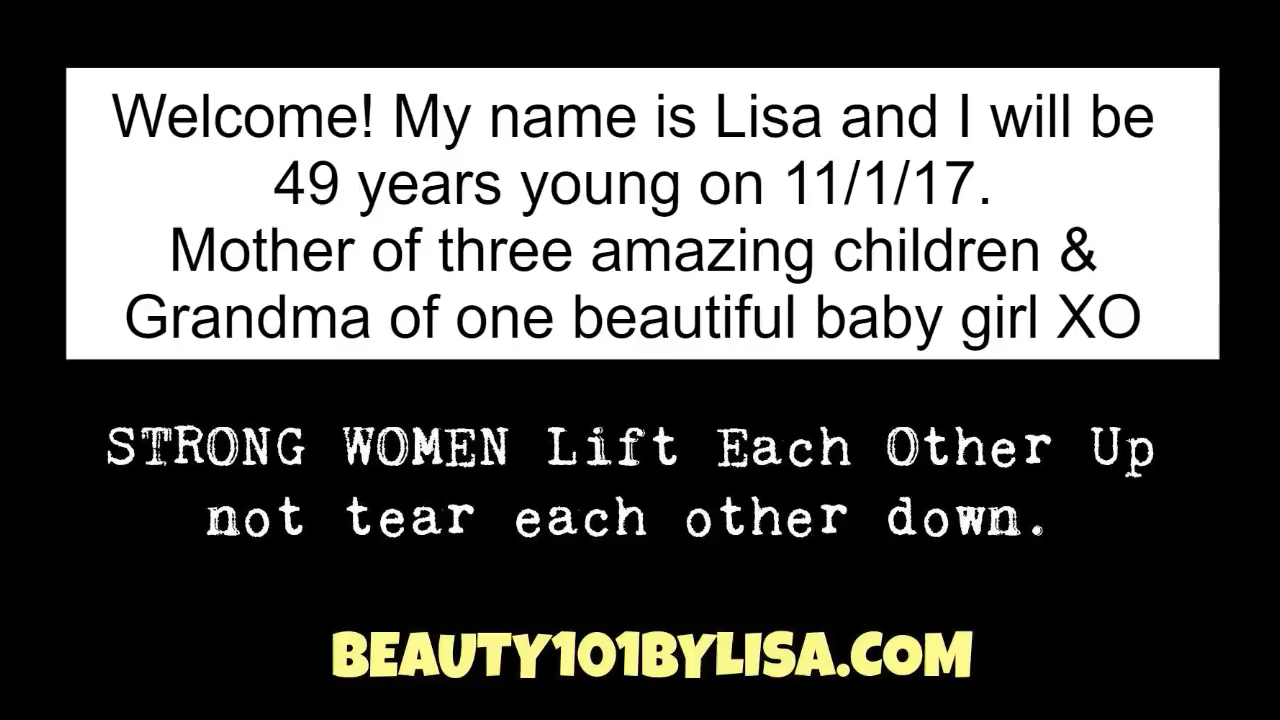 Welcome! My name is Lisa and I will be
49 years young on 11/1/17.
Mother of three amazing children &
Grandma of one beautiful baby girl XO
STRONG WOMEN Lift Each Other Up
not tear each other down.
BEAUTY101BYLISA.COM